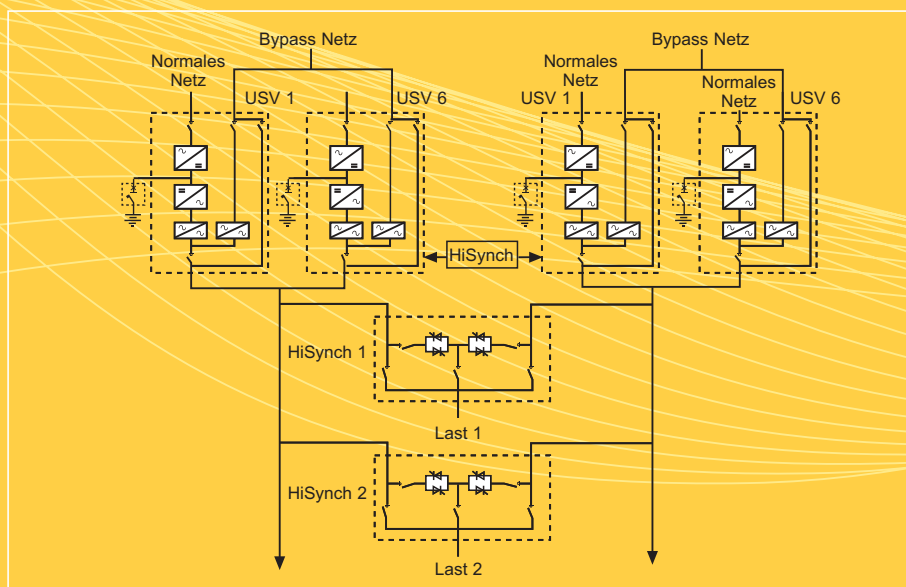 Bypass Netz
Bypass Netz
Normales
Netz
Normales
Netz
USV 1
USV 6
USV 1
Normales
Netz
USV 6
HiSynch
HiSynch 1
Last 1
HiSynch 2
Last 2